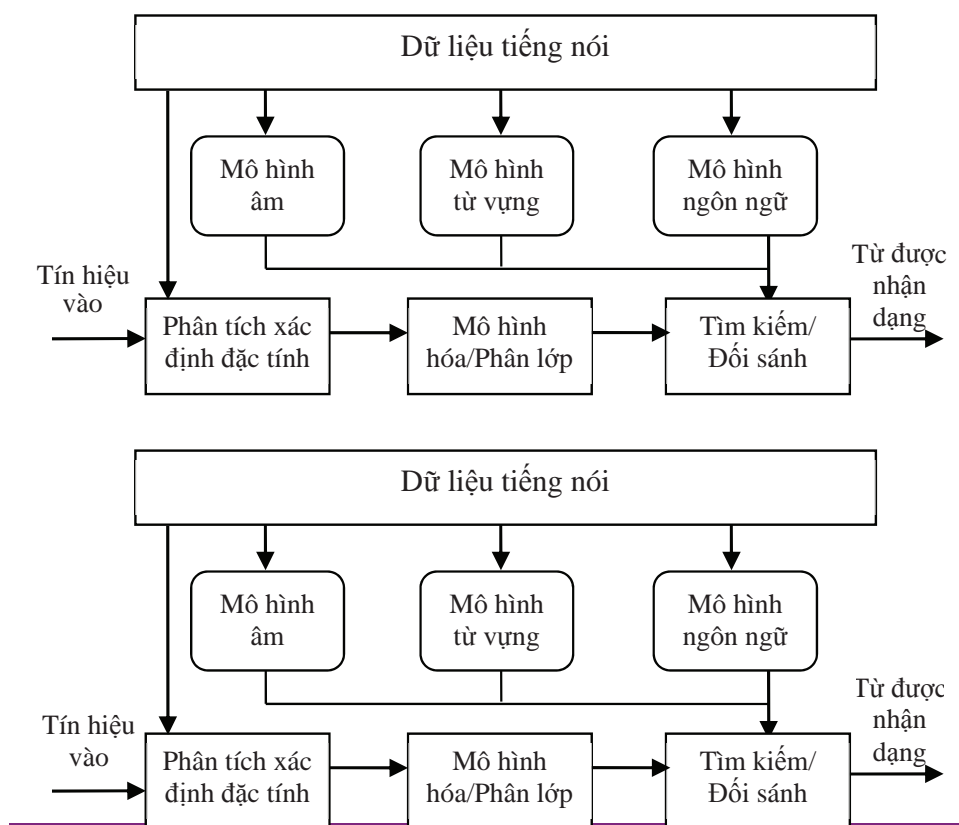 Dữ liệu tiếng nói
Mô hình
âm
Mô hình
từ vựng
Mô hình
ngôn ngữ
Tín hiệu
vào
Từ được
nhận
dạng
Phân tích xác
định đặc tính
Mô hình
hóa/Phân lớp
Tìm kiếm/
Đối sánh
Dữ liệu tiếng nói
Mô hình
âm
Mô hình
từ vựng
Mô hình
ngôn ngữ
Tín hiệu
vào
Từ được
nhận
dạng
Phân tích xác
định đặc tính
Mô hình
hóa/Phân lớp
Tìm kiếm/
Đối sánh